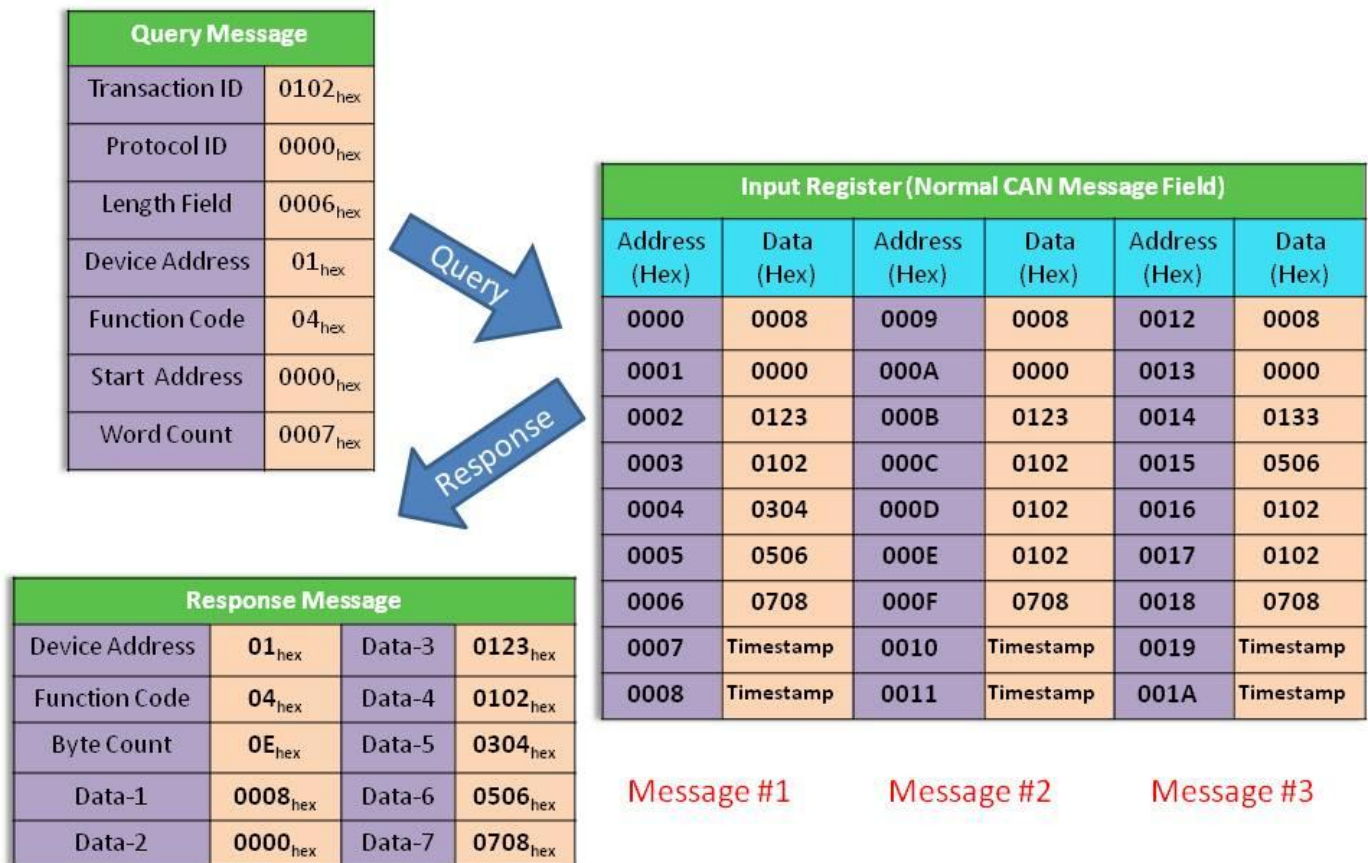 Query Message
Transaction ID 0102hex
Protocol ID 0000hex
Length Field 0006hex
Device Address 01hex
Function Code 04hex
Start Address 0000hex
Word Count 0007hex
Query
Response
Input Register (Normal CAN Message Field)
Address (Hex) Data (Hex) Address (Hex) Data (Hex) Address (Hex) Data (Hex)
0000 0008 0009 0008 0012 0008
0001 0000 000A 0000 0013 0000
0002 0123 000B 0123 0014 0133
0003 0102 000C 0102 0015 0506
0004 0304 000D 0102 0016 0102
0005 0506 000E 0102 0017 0102
0006 0708 000F 0708 0018 0708
0007 Timestamp 0010 Timestamp 0019 Timestamp
0008 Timestamp 0011 Timestamp 001A Timestamp
Message #1 Message #2 Message #3
Response Message
Device Address 01hex Data-3 0123hex
Function Code 04hex Data-4 0102hex
Byte Count 0Ehex Data-5 0304hex
Data-1 0008hex Data-6 0506hex
Data-2 0000hex Data-7 0708hex